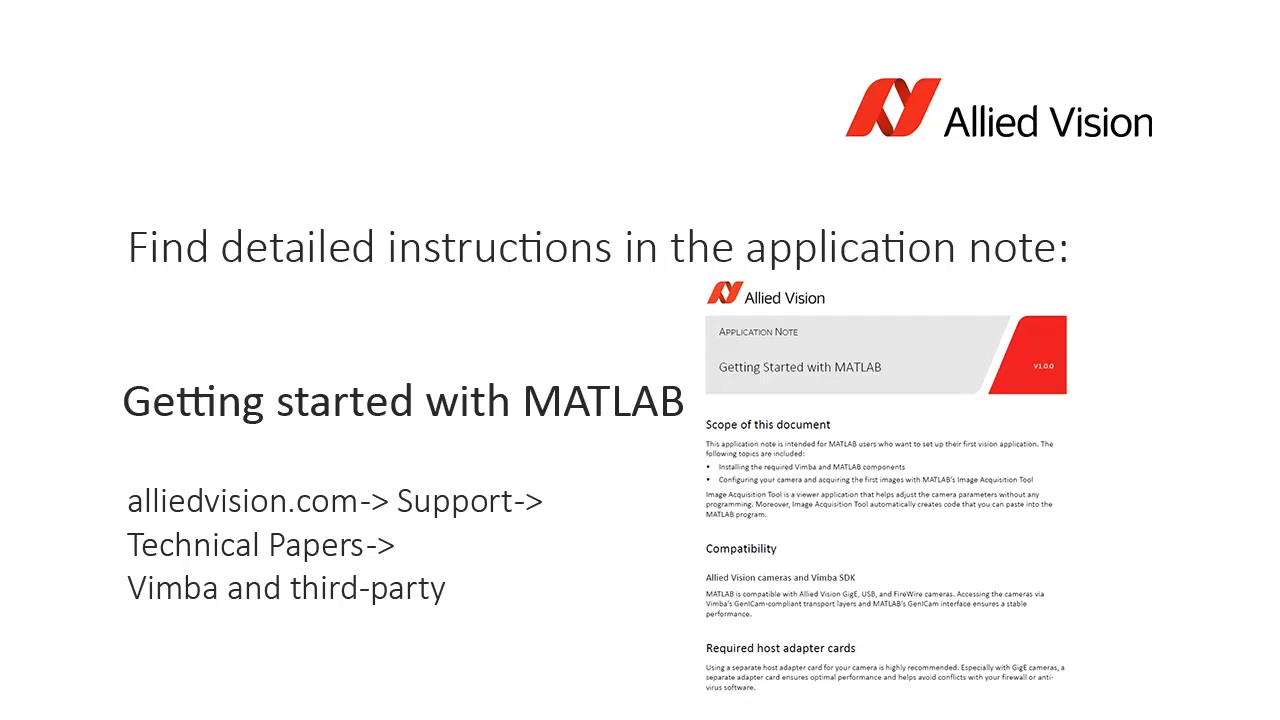 Allied Vision
Find detailed instructions in the application note:
Getting started with MATLAB
alliedvision.com-> Support->
Technical Papers->
Vimba and third-party
Allied Vision
APPLICATION NOTE
Getting Started with MATLAB
V1.0.0
Scope of this document
This application note is intended for MATLAB users who want to set up their first vision application. The
following topics are included:
• Installing the required Vimba and MATLAB components
• Configuring your camera and acquiring the first images with MATLAB's Image Acquisition Tool
Image Acquisition Tool is a viewer application that helps adjust the camera parameters without any
programming. Moreover, Image Acquisition Tool automatically creates code that you can paste into the
MATLAB program.
Compatibility
Allied Vision cameras and Vimba SDK
MATLAB is compatible with Allied Vision GigE, USB, and FireWire cameras. Accessing the cameras via
Vimba's GenICam-compliant transport layers and MATLAB's GenICam interface ensures a stable
performance.
Required host adapter cards
Using a separate host adapter card for your camera is highly recommended. Especially with GigE cameras, a
separate adapter card ensures optimal performance and helps avoid conflicts with your firewall or anti-
virus software.